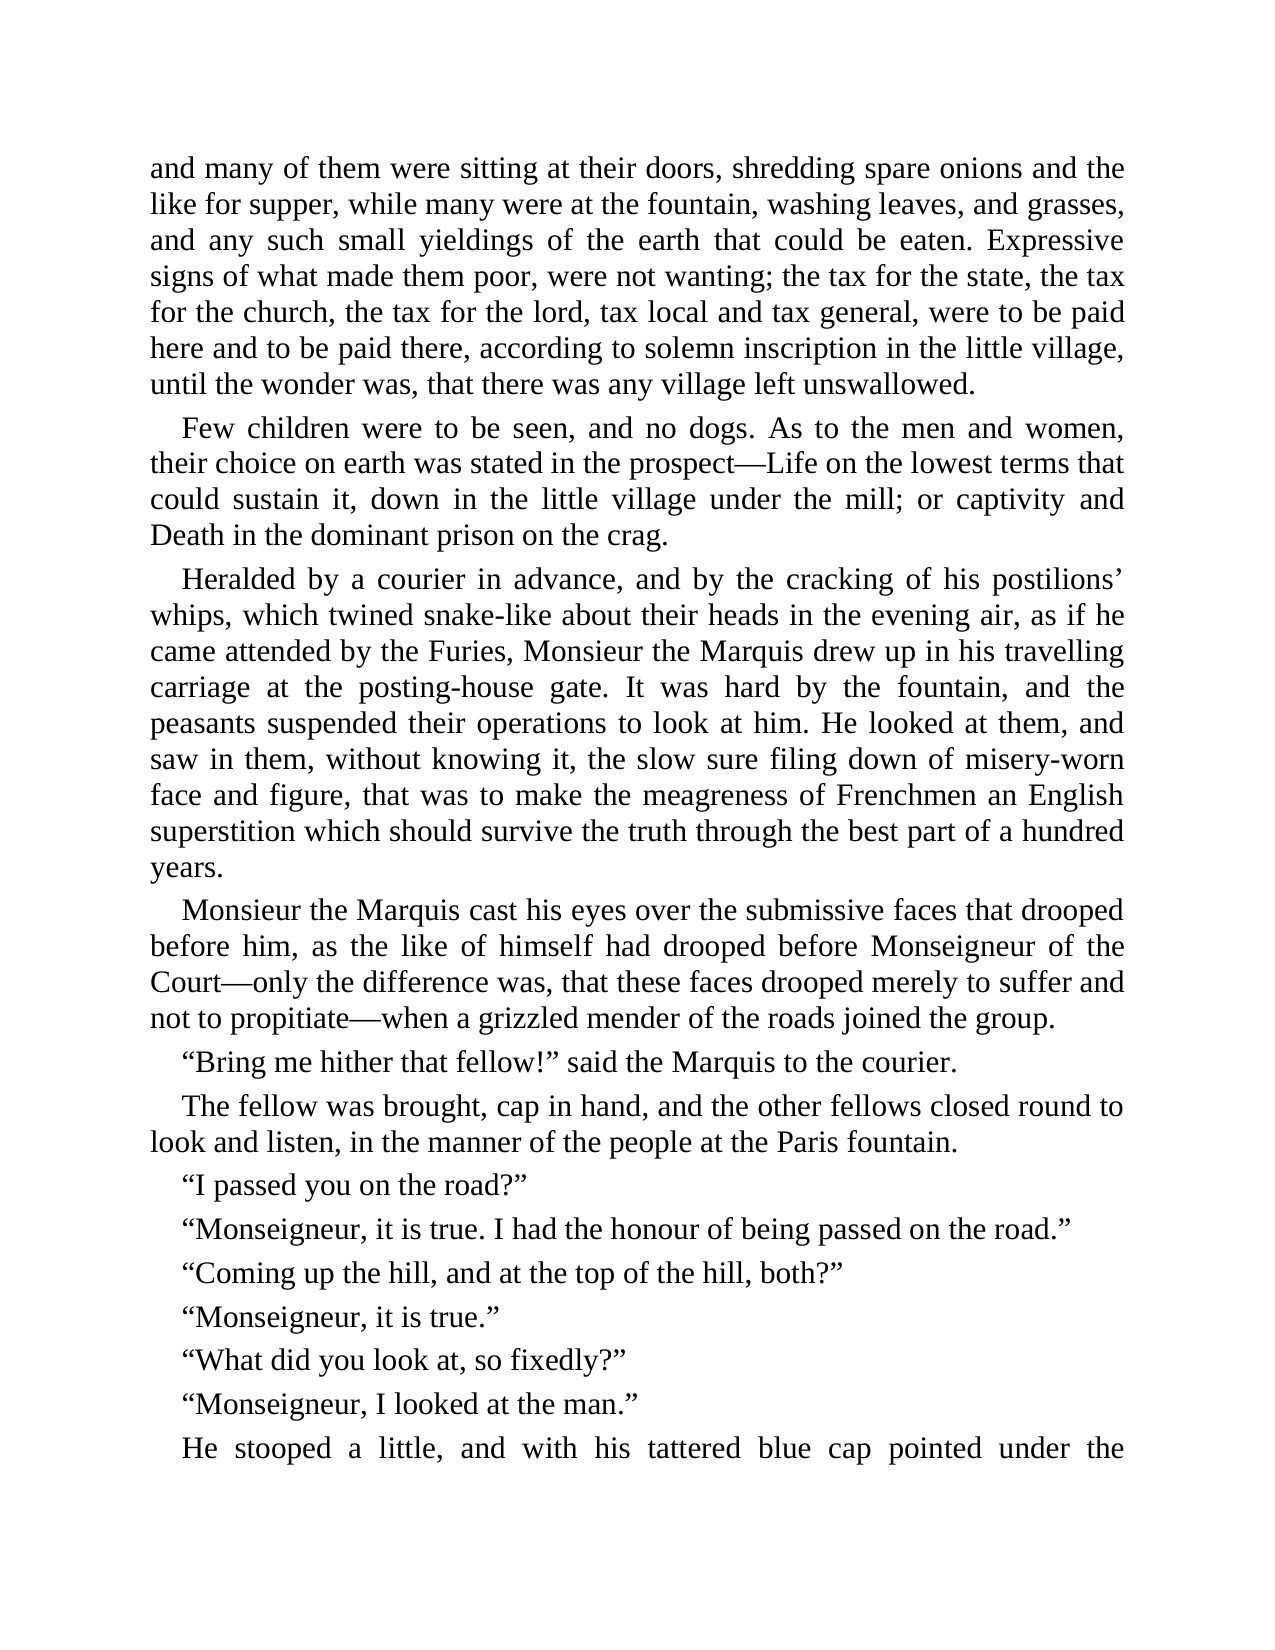 and many of them were sitting at their doors, shredding spare onions and the
like for supper, while many were at the fountain, washing leaves, and grasses,
and any such small yieldings of the earth that could be eaten. Expressive
signs of what made them poor, were not wanting; the tax for the state, the tax
for the church, the tax for the lord, tax local and tax general, were to be paid
here and to be paid there, according to solemn inscription in the little village,
until the wonder was, that there was any village left unswallowed.
Few children were to be seen, and no dogs. As to the men and women,
their choice on earth was stated in the prospect—Life on the lowest terms that
could sustain it, down in the little village under the mill; or captivity and
Death in the dominant prison on the crag.
Heralded by a courier in advance, and by the cracking of his postilions’
whips, which twined snake-like about their heads in the evening air, as if he
came attended by the Furies, Monsieur the Marquis drew up in his travelling
carriage at the posting-house gate. It was hard by the fountain, and the
peasants suspended their operations to look at him. He looked at them, and
saw in them, without knowing it, the slow sure filing down of misery-worn
face and figure, that was to make the meagreness of Frenchmen an English
superstition which should survive the truth through the best part of a hundred
years.
Monsieur the Marquis cast his eyes over the submissive faces that drooped
before him, as the like of himself had drooped before Monseigneur of the
Court—only the difference was, that these faces drooped merely to suffer and
not to propitiate—when a grizzled mender of the roads joined the group.
“Bring me hither that fellow!” said the Marquis to the courier.
The fellow was brought, cap in hand, and the other fellows closed round to
look and listen, in the manner of the people at the Paris fountain.
“I passed you on the road?”
“Monseigneur, it is true. I had the honour of being passed on the road.”
“Coming up the hill, and at the top of the hill, both?”
“Monseigneur, it is true.”
“What did you look at, so fixedly?”
“Monseigneur, I looked at the man.”
He stooped a little, and with his tattered blue cap pointed under the